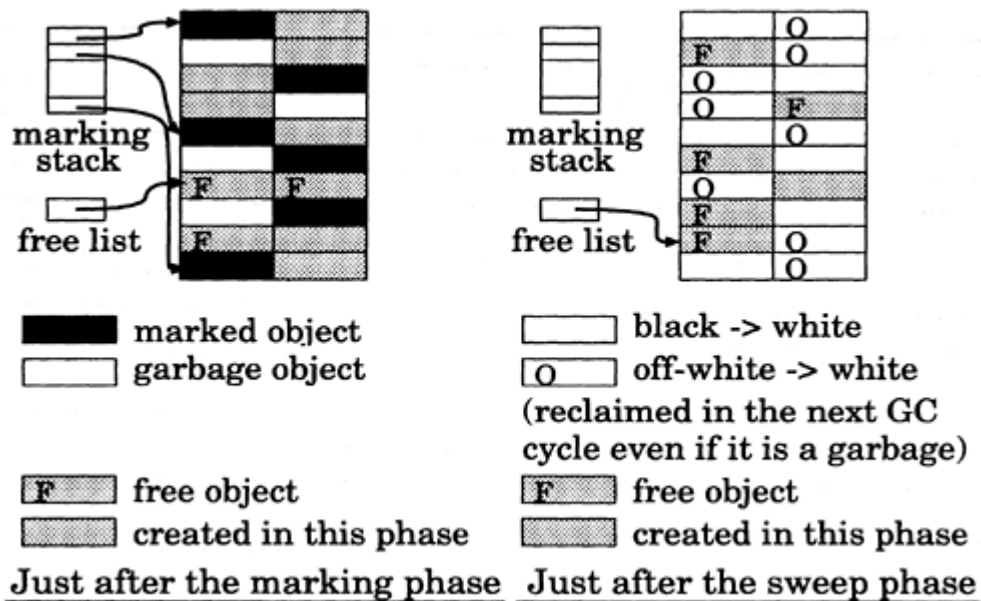 marking
stack
F F
free list
F
marked object
garbage object
F free object
created in this phase
Just after the marking phase
O
F O
O
O F
marking
O
stack
F
O
F
free list
F O
O
black -> white
O off-white -> white
(reclaimed in the next GC
cycle even if it is a garbage)
F free object
created in this phase
Just after the sweep phase